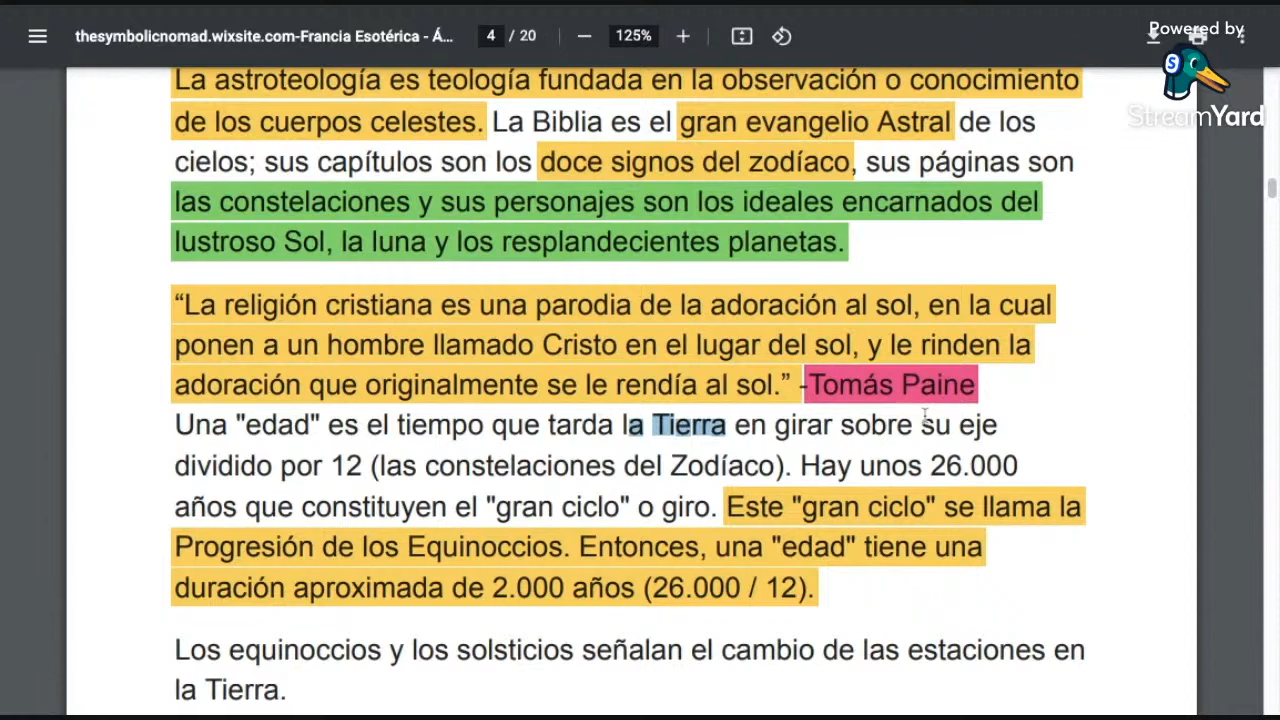 thesymbolicnomad.wixsite.com-Francia Esotérica - Á...
4 / 20
125%
Powered by
StreamYard
La astroteología es teología fundada en la observación o conocimiento
de los cuerpos celestes. La Biblia es el gran evangelio Astral de los
cielos; sus capítulos son los doce signos del zodíaco, sus páginas son
las constelaciones y sus personajes son los ideales encarnados del
lustroso Sol, la luna y los resplandecientes planetas.
“La religión cristiana es una parodia de la adoración al sol, en la cual
ponen a un hombre llamado Cristo en el lugar del sol, y le rinden la
adoración que originalmente se le rendía al sol.” -Tomás Paine
Una "edad" es el tiempo que tarda la Tierra en girar sobre su eje
dividido por 12 (las constelaciones del Zodíaco). Hay unos 26.000
años que constituyen el "gran ciclo" o giro. Este "gran ciclo" se llama la
Progresión de los Equinoccios. Entonces, una "edad" tiene una
duración aproximada de 2.000 años (26.000 / 12).
Los equinoccios y los solsticios señalan el cambio de las estaciones en
la Tierra.